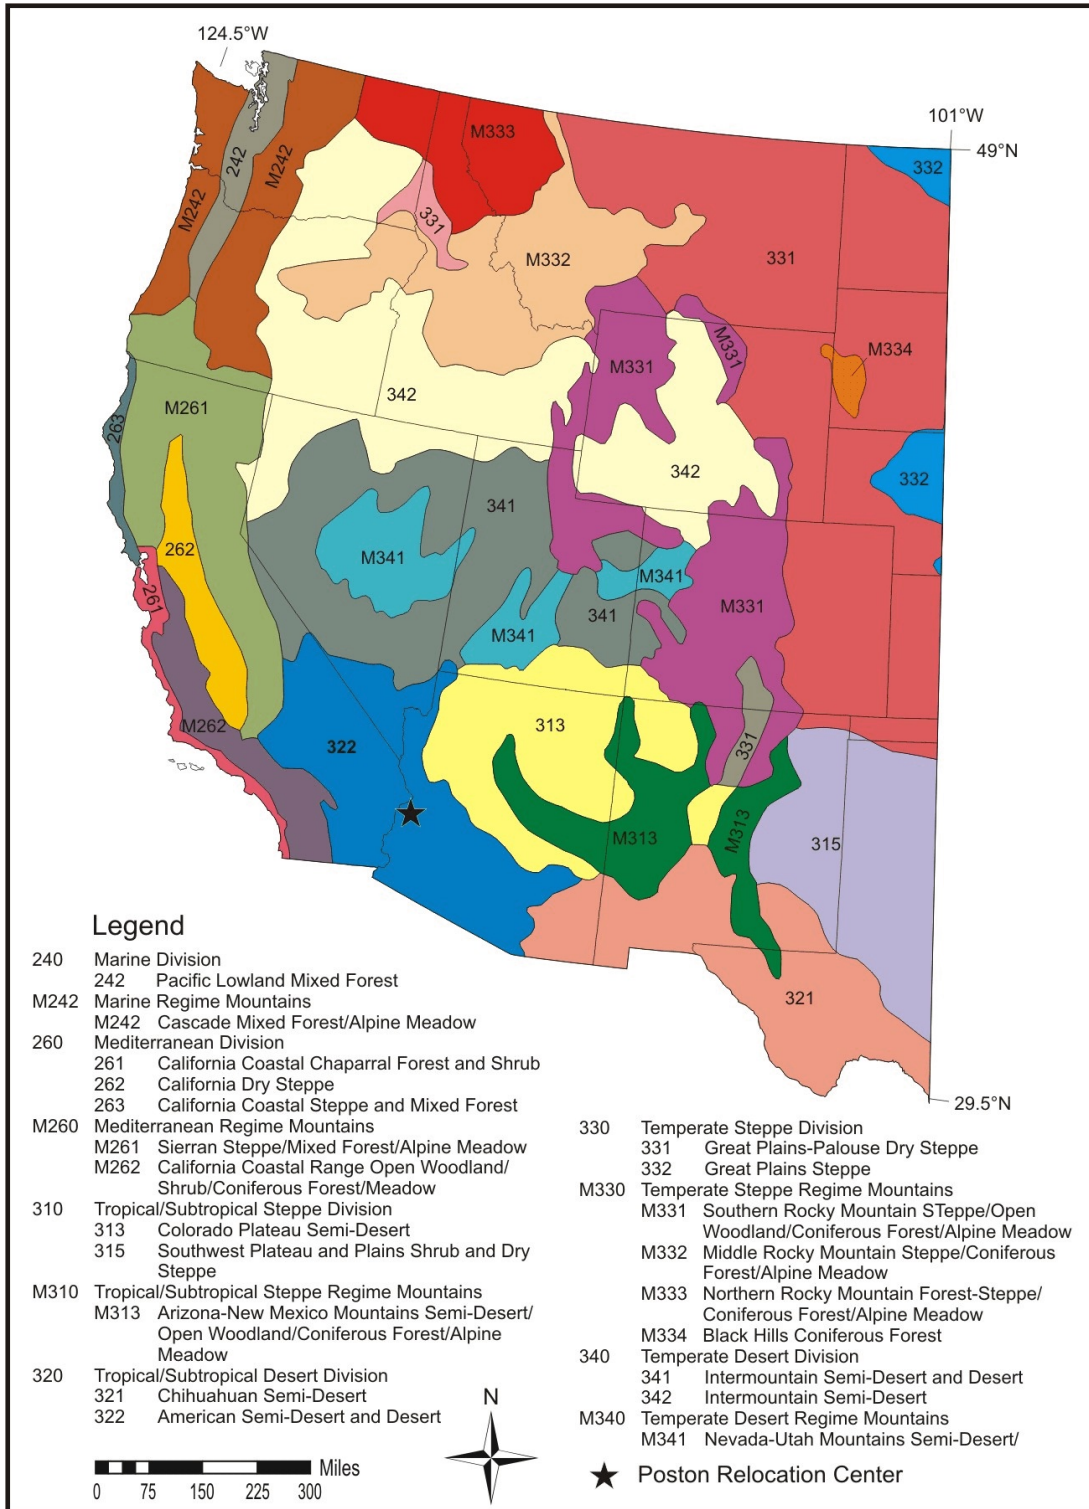 124.5°W
101°W
49°N
M333
332
242
M242
M242
331
M332
331
M331
M331
M334
342
M261
263
342
332
341
262
M341
M341
261
341
M331
M341
M262
313
322
331
M313
M313
315
321
29.5°N
Legend
240 Marine Division
242 Pacific Lowland Mixed Forest
M242 Marine Regime Mountains
M242 Cascade Mixed Forest/Alpine Meadow
260 Mediterranean Division
261 California Coastal Chaparral Forest and Shrub
262 California Dry Steppe
263 California Coastal Steppe and Mixed Forest
M260 Mediterranean Regime Mountains
M261 Sierran Steppe/Mixed Forest/Alpine Meadow
M262 California Coastal Range Open Woodland/
Shrub/Coniferous Forest/Meadow
310 Tropical/Subtropical Steppe Division
313 Colorado Plateau Semi-Desert
315 Southwest Plateau and Plains Shrub and Dry
Steppe
M310 Tropical/Subtropical Steppe Regime Mountains
M313 Arizona-New Mexico Mountains Semi-Desert/
Open Woodland/Coniferous Forest/Alpine
Meadow
320 Tropical/Subtropical Desert Division
321 Chihuahuan Semi-Desert
322 American Semi-Desert and Desert
330 Temperate Steppe Division
331 Great Plains-Palouse Dry Steppe
332 Great Plains Steppe
M330 Temperate Steppe Regime Mountains
M331 Southern Rocky Mountain STeppe/Open
Woodland/Coniferous Forest/Alpine Meadow
M332 Middle Rocky Mountain Steppe/Coniferous
Forest/Alpine Meadow
M333 Northern Rocky Mountain Forest-Steppe/
Coniferous Forest/Alpine Meadow
M334 Black Hills Coniferous Forest
340 Temperate Desert Division
341 Intermountain Semi-Desert and Desert
342 Intermountain Semi-Desert
M340 Temperate Desert Regime Mountains
M341 Nevada-Utah Mountains Semi-Desert/
N
Miles
0 75 150 225 300
Poston Relocation Center